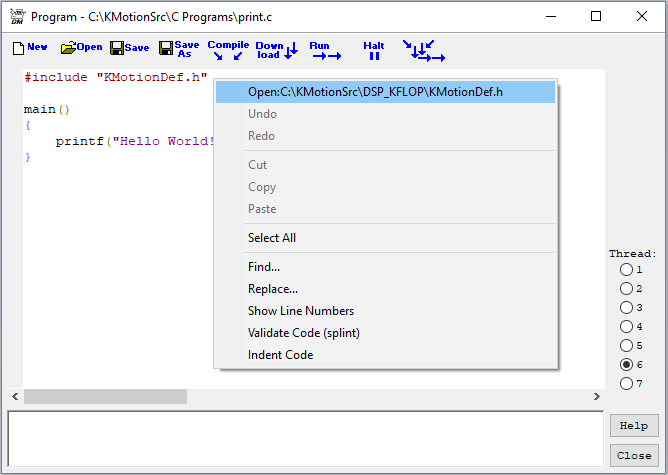 Program - C:\KMotionSrc\C Programs\print.c
New Open Save Save As Compile Down load Run Halt
#include "KMotionDef.h"
main()
{
printf("Hello World!
}
Open:C:\KMotionSrc\DSP_KFLOP\KMotionDef.h
Undo
Redo
Cut
Copy
Paste
Select All
Find...
Replace...
Show Line Numbers
Validate Code (splint)
Indent Code
Thread:
1
2
3
4
5
6
7
Help
Close